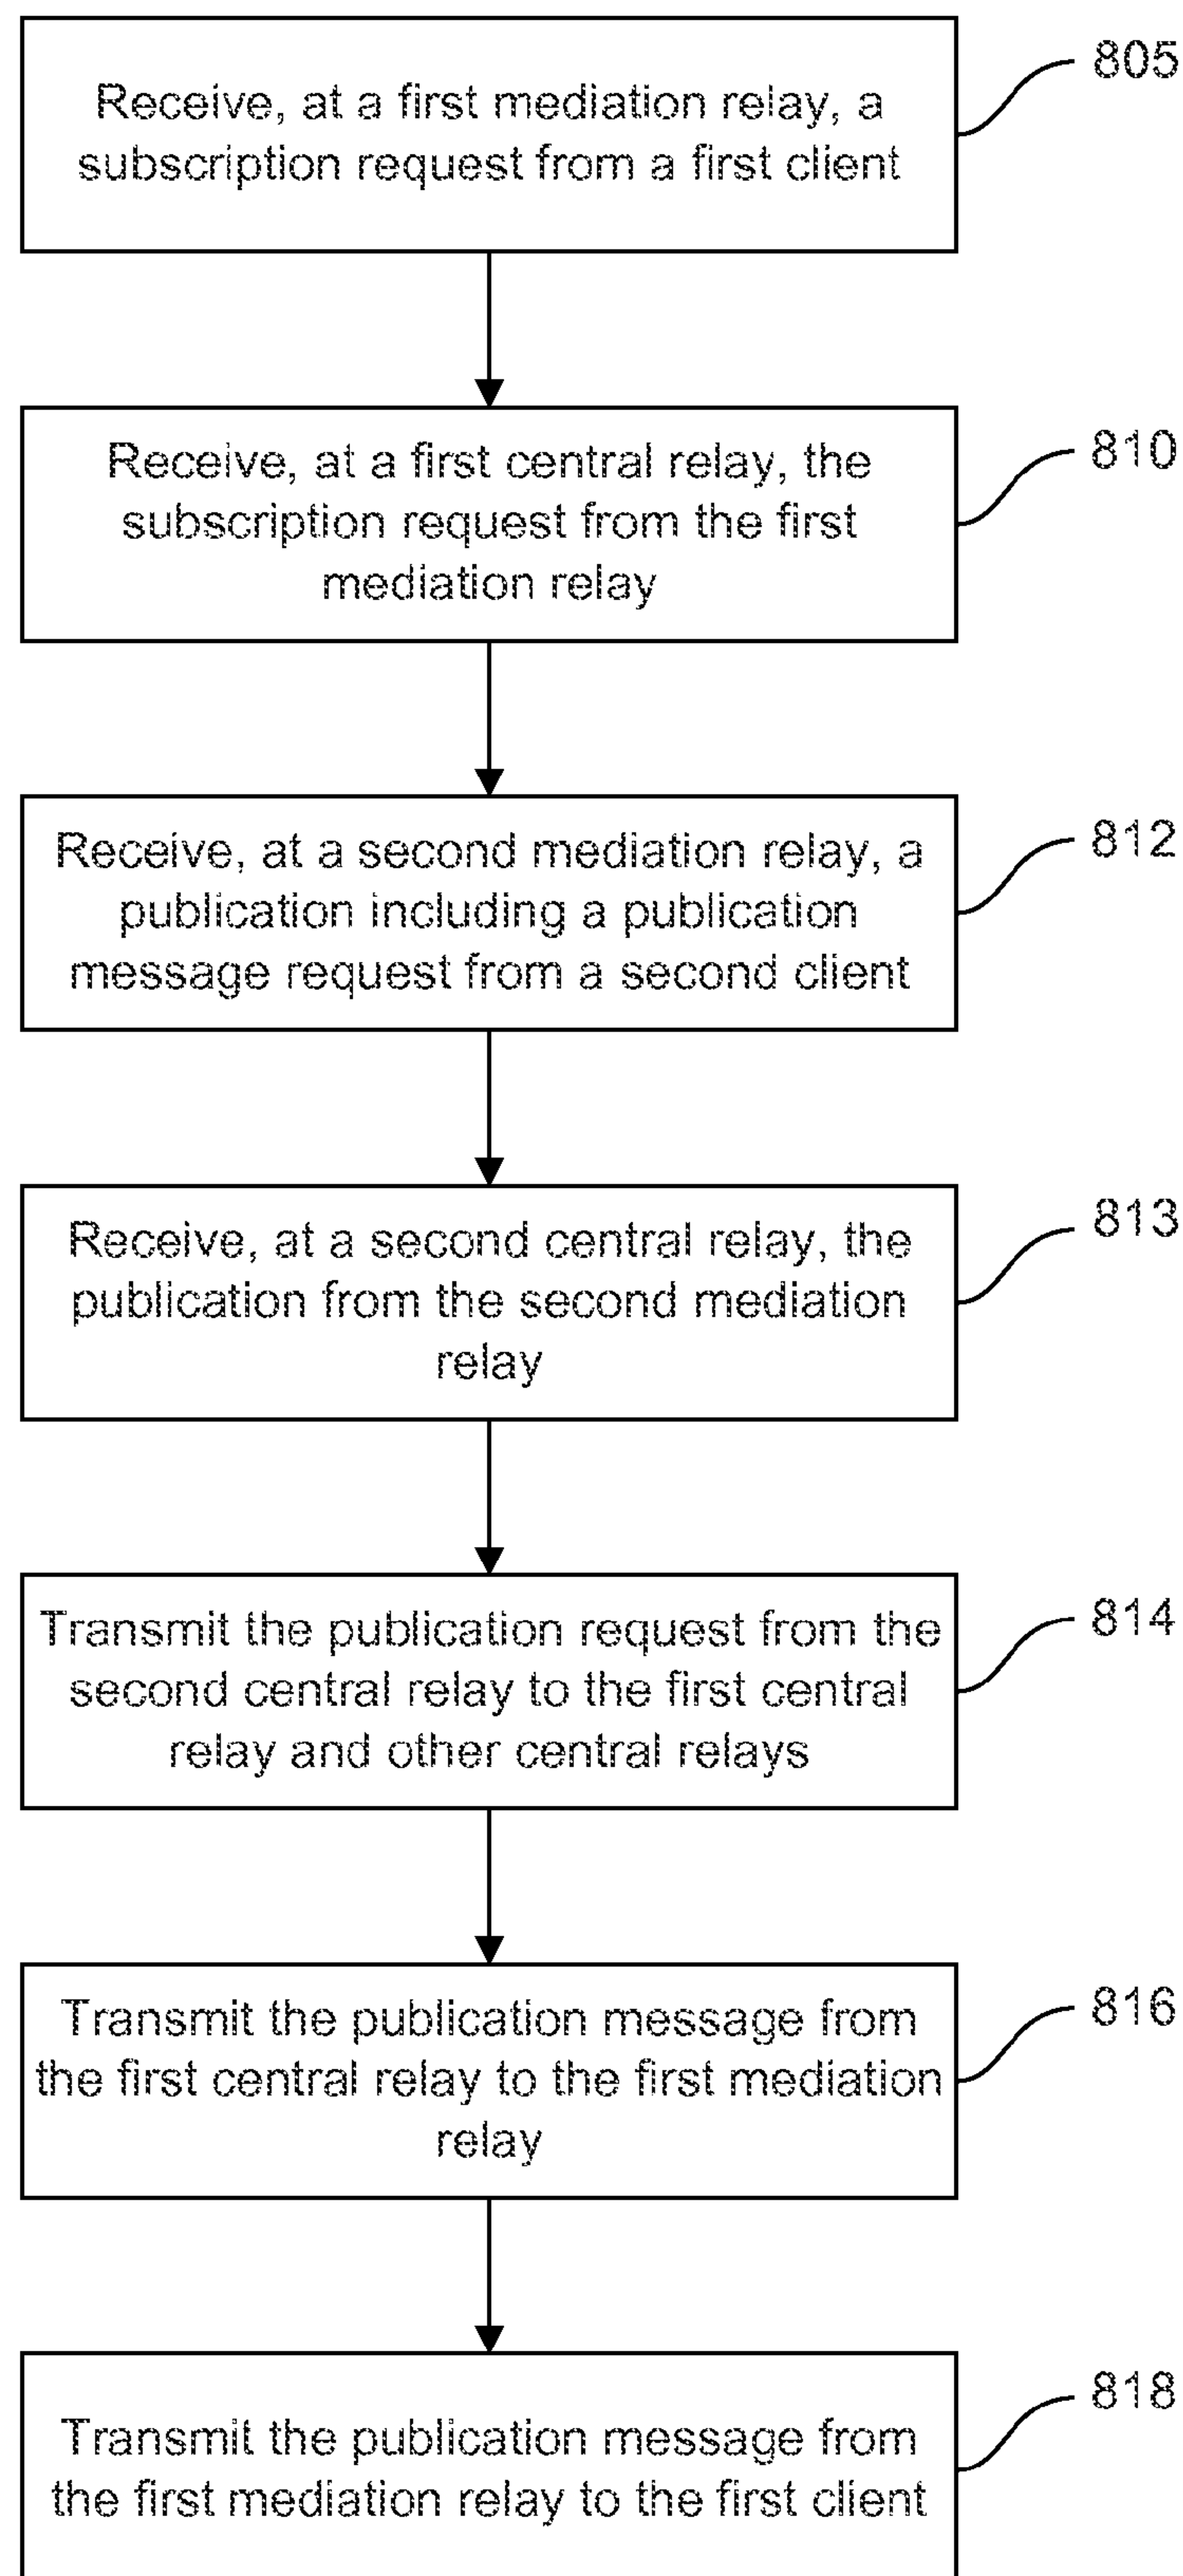 805
Receive, at a first mediation relay, a
subscription request from a first client
810
Receive, at a first central relay, the
subscription request from the first
mediation relay
812
Receive, at a second mediation relay, a
publication including a publication
message request from a second client
813
Receive, at a second central relay, the
publication from the second mediation
relay
814
Transmit the publication request from the
second central relay to the first central
relay and other central relays
816
Transmit the publication message from
the first central relay to the first mediation
relay
818
Transmit the publication message from
the first mediation relay to the first client